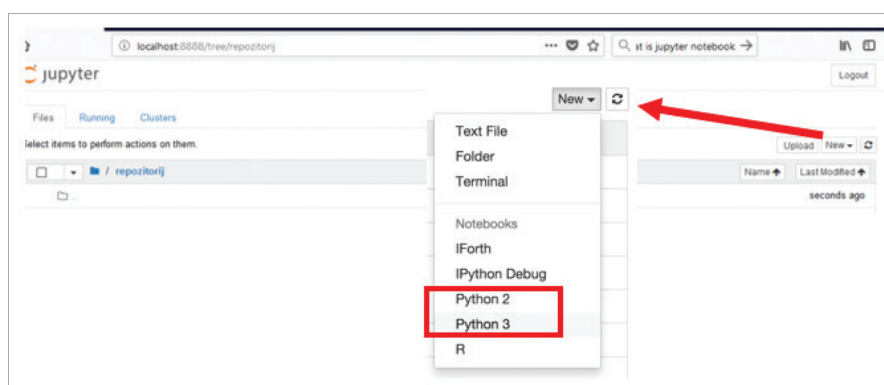 localhost:8888/tree/repozitorij
ıt is jupyter notebook
jupyter
Logout
New
Files Running Clusters
Select items to perform actions on them.
Upload New
/ repozitorij
Name Last Modified
..
seconds ago
Text File
Folder
Terminal
Notebooks
IForth
IPython Debug
Python 2
Python 3
R